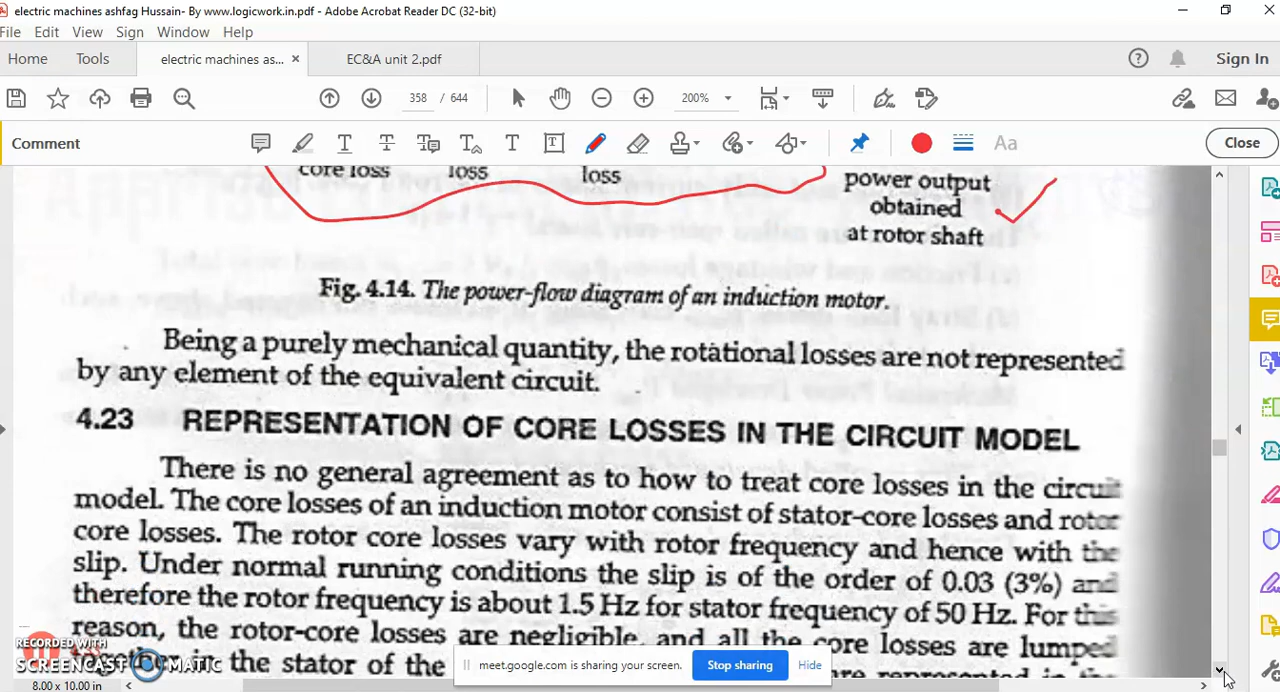 electric machines ashfag Hussain- By www.logicwork.in.pdf - Adobe Acrobat Reader DC (32-bit)
File Edit View Sign Window Help
Home Tools electric machines as... × EC&A unit 2.pdf Sign In
358 / 644 200%
Comment Close
core loss loss loss
power output
obtained
at rotor shaft
Fig. 4.14. The power-flow diagram of an induction motor.
Being a purely mechanical quantity, the rotational losses are not represented
by any element of the equivalent circuit.
4.23 REPRESENTATION OF CORE LOSSES IN THE CIRCUIT MODEL
There is no general agreement as to how to treat core losses in the circuit
model. The core losses of an induction motor consist of stator-core losses and rotor
core losses. The rotor core losses vary with rotor frequency and hence with the
slip. Under normal running conditions the slip is of the order of 0.03 (3%) and
therefore the rotor frequency is about 1.5 Hz for stator frequency of 50 Hz. For this
reason, the rotor-core losses are negligible, and all the core losses are lumped
in the stator of the
RECORDED WITH
SCREENCAST MATIC
meet.google.com is sharing your screen. Stop sharing Hide
8.00 x 10.00 in